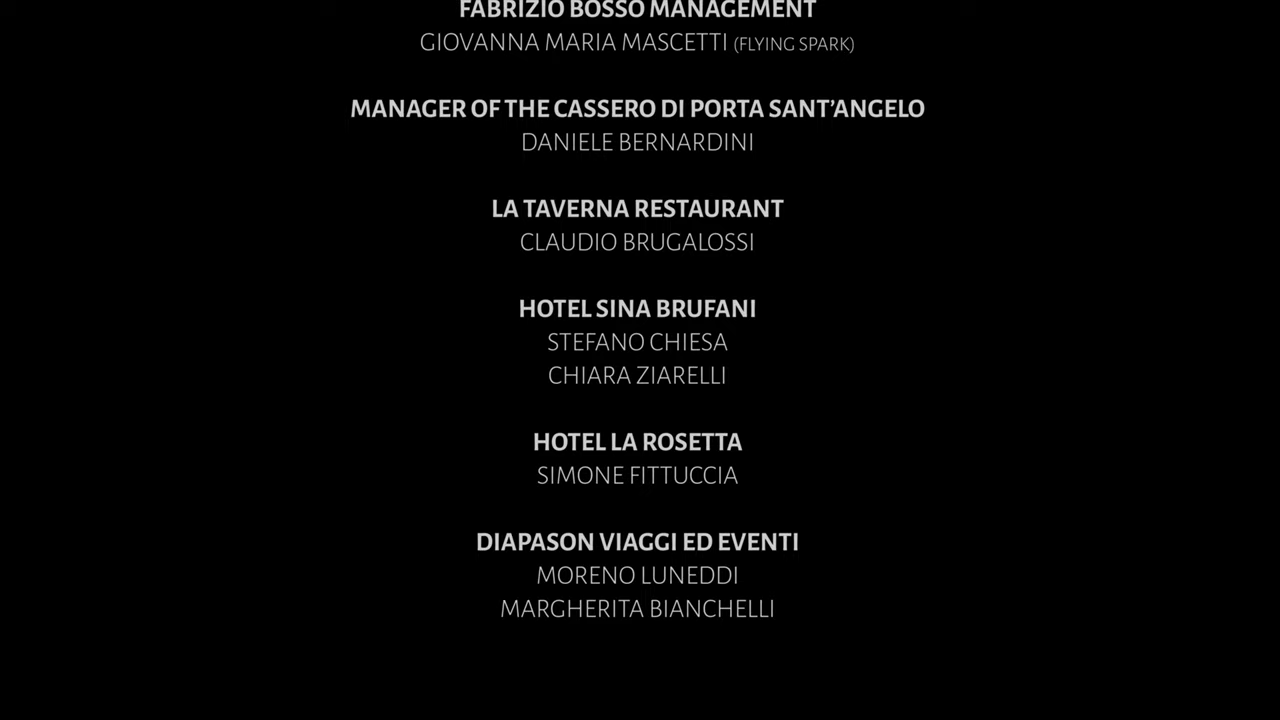 FABRIZIO BOSSO MANAGEMENT
GIOVANNA MARIA MASCETTI (FLYING SPARK)
MANAGER OF THE CASSERO DI PORTA SANT'ANGELO
DANIELE BERNARDINI
LA TAVERNA RESTAURANT
CLAUDIO BRUGALOSSI
HOTEL SINA BRUFANI
STEFANO CHIESA
CHIARA ZIARELLI
HOTEL LA ROSETTA
SIMONE FITTUCCIA
DIAPASON VIAGGI ED EVENTI
MORENO LUNEDDI
MARGHERITA BIANCHELLI